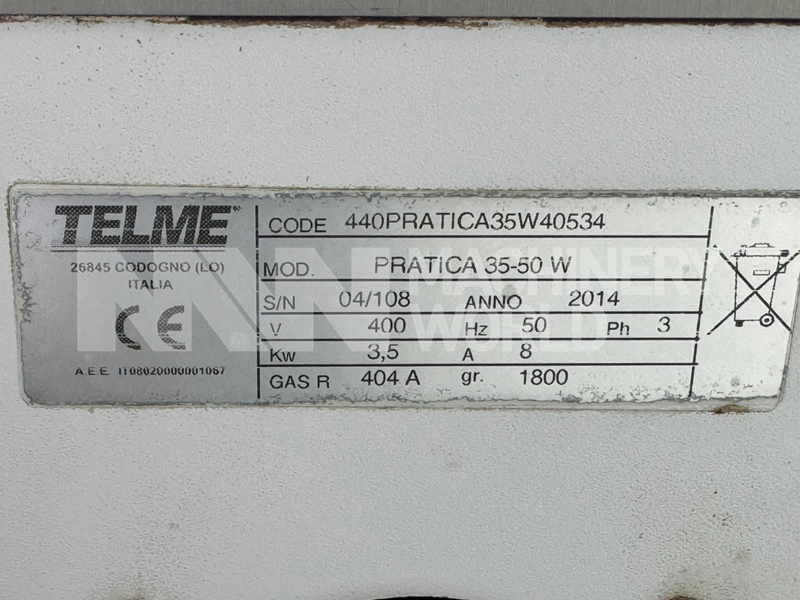 TELME
26845 CODOGNO (LO)
ITALIA
CE
A.E.E. IT08020000001067
CODE 440PRATICA35W40534
MOD. PRATICA 35-50 W
S/N 04/108 ANNO 2014
V 400 Hz 50 Ph 3
Kw 3,5 A 8
GAS R 404 A gr. 1800
MACHINERY
WORLD